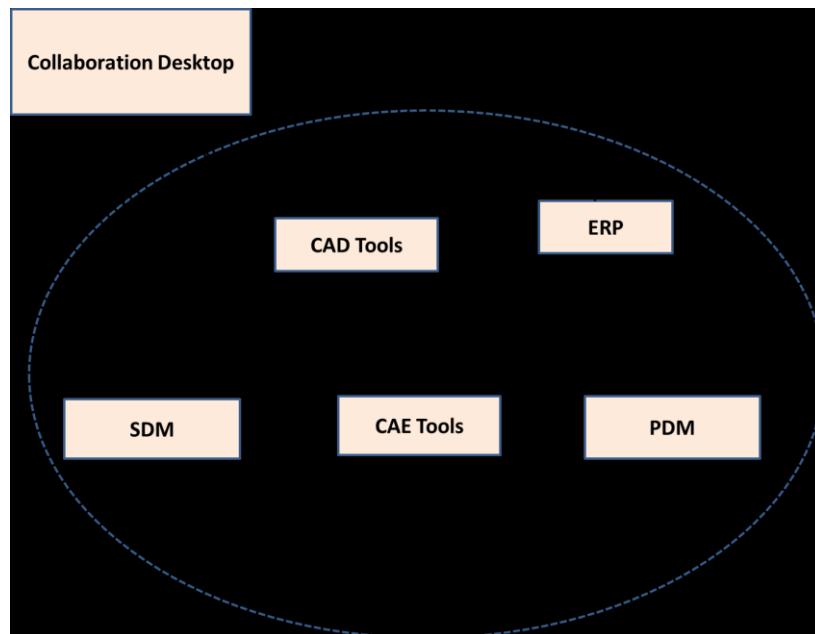 Collaboration Desktop
CAD Tools
ERP
SDM
CAE Tools
PDM